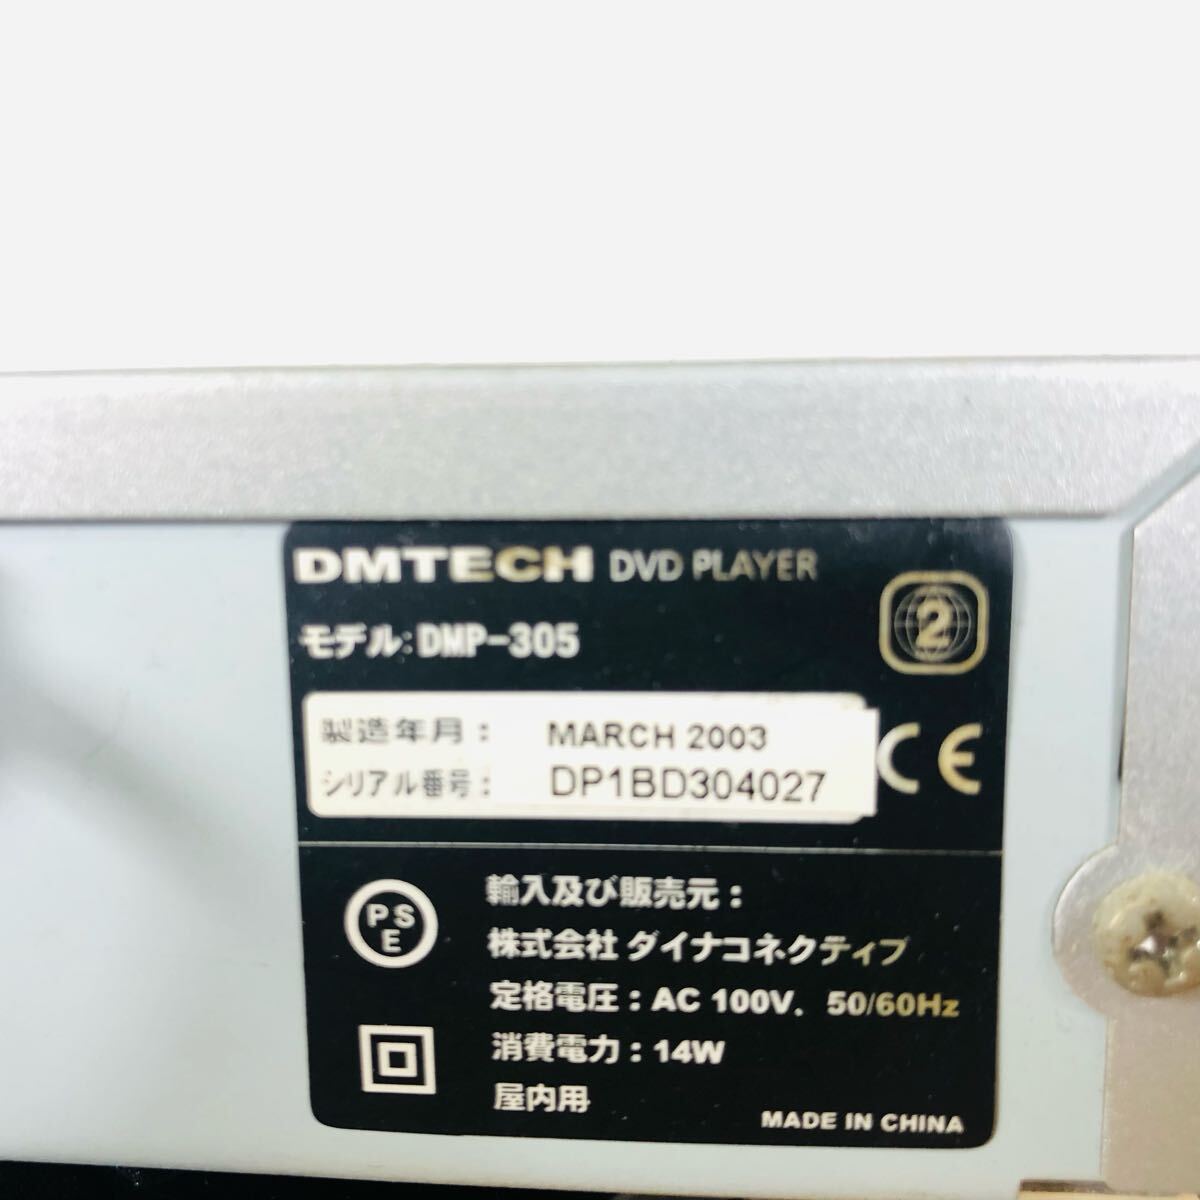 DMTECH DVD PLAYER
モデル:DMP-305
2
製造年月: MARCH 2003
シリアル番号: DP1BD304027
CE
PSE
輸入及び販売元:
株式会社 ダイナコネクティブ
定格電圧:AC 100V. 50/60Hz
消費電力:14W
屋内用
MADE IN CHINA